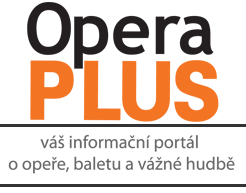 Opera
PLUS
váš informační portál
o opeře, baletu a vážné hudbě